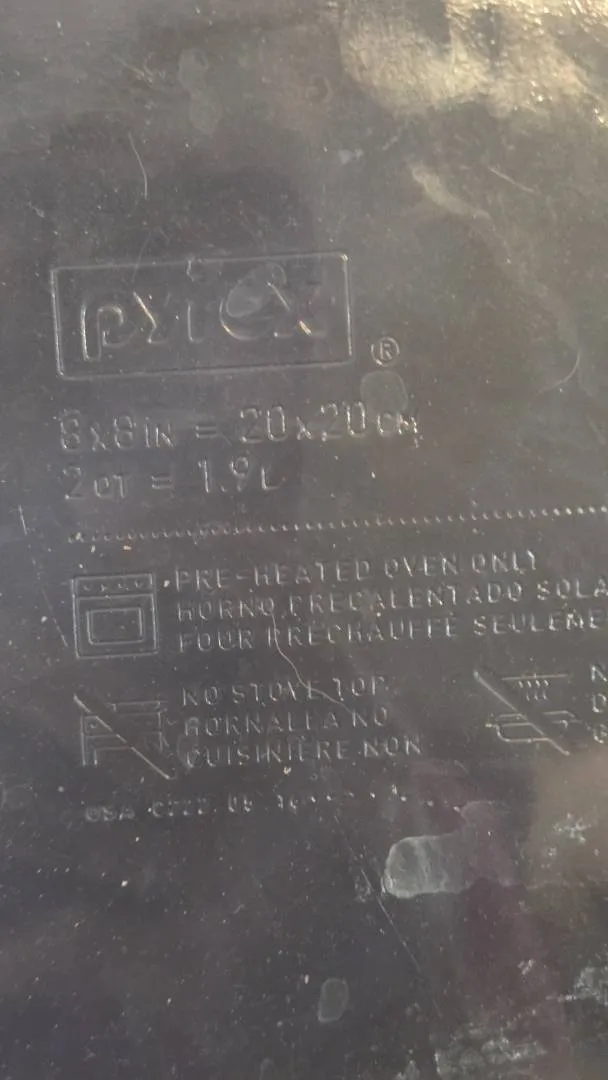 pyrex ®
8x8 IN = 20x20 CM
2 QT = 1.9 L
PRE-HEATED OVEN ONLY
HORNO PRECALENTADO SOLA
FOUR PRÉCHAUFFÉ SEULEME
NO STOVE TOP
HORNALLA NO
CUISINIÈRE NON